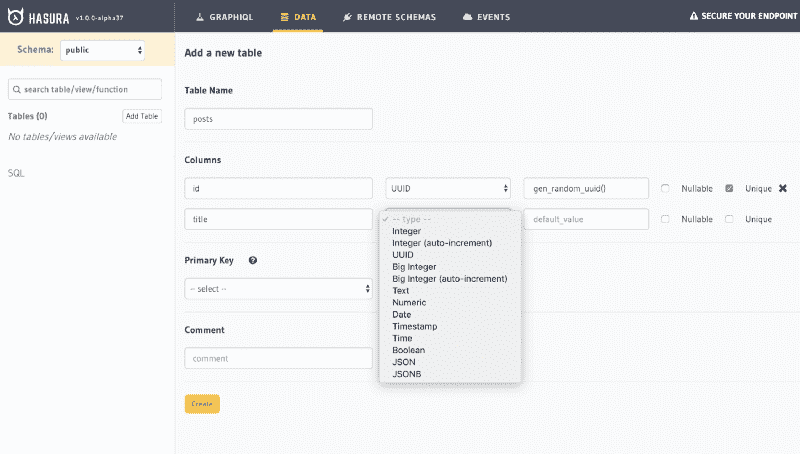 HASURA v1.0.0-alpha37 GRAPHIQL DATA REMOTE SCHEMAS EVENTS SECURE YOUR ENDPOINT
Schema: public
search table/view/function
Tables (0) Add Table
No tables/views available
SQL
Add a new table
Table Name
posts
Columns
id UUID gen_random_uuid() Nullable Unique
title -- type -- default_value Nullable Unique
Integer
Integer (auto-increment)
UUID
Big Integer
Big Integer (auto-increment)
Text
Numeric
Date
Timestamp
Time
Boolean
JSON
JSONB
Primary Key
-- select --
Comment
comment
Create